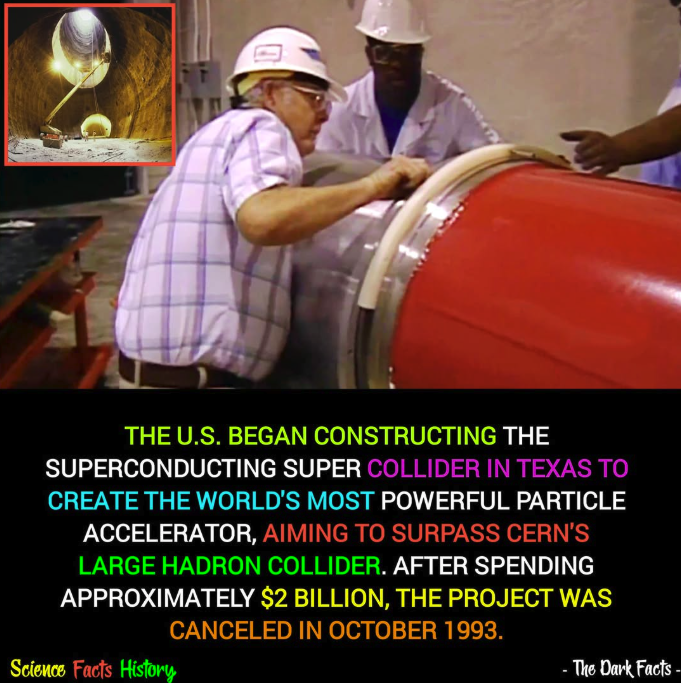 THE U.S. BEGAN CONSTRUCTING THE
SUPERCONDUCTING SUPER COLLIDER IN TEXAS TO
CREATE THE WORLD'S MOST POWERFUL PARTICLE
ACCELERATOR, AIMING TO SURPASS CERN'S
LARGE HADRON COLLIDER. AFTER SPENDING
APPROXIMATELY $2 BILLION, THE PROJECT WAS
CANCELED IN OCTOBER 1993.
Science Facts History
- The Dark Facts -